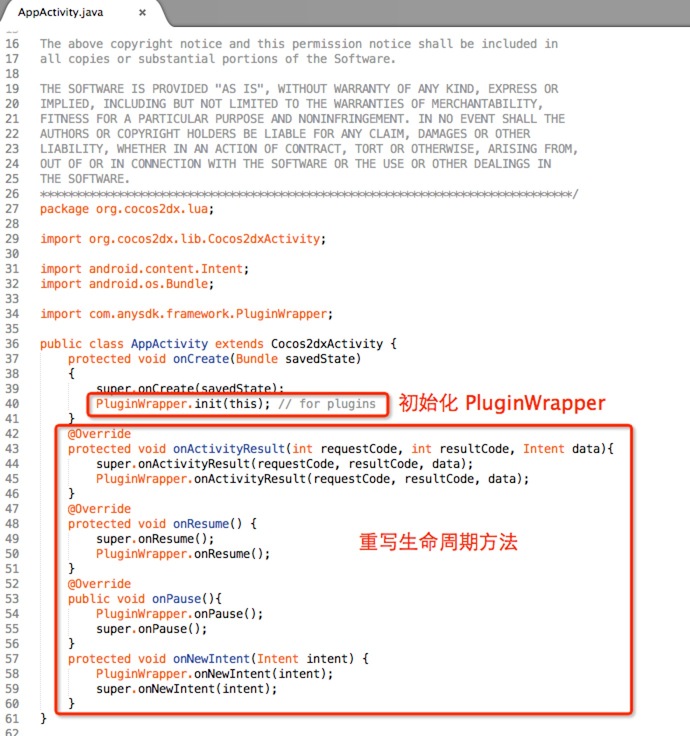 AppActivity.java ×
16 The above copyright notice and this permission notice shall be included in
17 all copies or substantial portions of the Software.
18
19 THE SOFTWARE IS PROVIDED "AS IS", WITHOUT WARRANTY OF ANY KIND, EXPRESS OR
20 IMPLIED, INCLUDING BUT NOT LIMITED TO THE WARRANTIES OF MERCHANTABILITY,
21 FITNESS FOR A PARTICULAR PURPOSE AND NONINFRINGEMENT. IN NO EVENT SHALL THE
22 AUTHORS OR COPYRIGHT HOLDERS BE LIABLE FOR ANY CLAIM, DAMAGES OR OTHER
23 LIABILITY, WHETHER IN AN ACTION OF CONTRACT, TORT OR OTHERWISE, ARISING FROM,
24 OUT OF OR IN CONNECTION WITH THE SOFTWARE OR THE USE OR OTHER DEALINGS IN
25 THE SOFTWARE.
26 ****************************************************************************/
27 package org.cocos2dx.lua;
28
29 import org.cocos2dx.lib.Cocos2dxActivity;
30
31 import android.content.Intent;
32 import android.os.Bundle;
33
34 import com.anysdk.framework.PluginWrapper;
35
36 public class AppActivity extends Cocos2dxActivity {
37 protected void onCreate(Bundle savedState)
38 {
39 super.onCreate(savedState);
40 PluginWrapper.init(this); // for plugins 初始化 PluginWrapper
41 }
42 @Override
43 protected void onActivityResult(int requestCode, int resultCode, Intent data){
44 super.onActivityResult(requestCode, resultCode, data);
45 PluginWrapper.onActivityResult(requestCode, resultCode, data);
46 }
47 @Override
48 protected void onResume() {
49 super.onResume(); 重写生命周期方法
50 PluginWrapper.onResume();
51 }
52 @Override
53 public void onPause(){
54 PluginWrapper.onPause();
55 super.onPause();
56 }
57 protected void onNewIntent(Intent intent) {
58 PluginWrapper.onNewIntent(intent);
59 super.onNewIntent(intent);
60 }
61 }
62